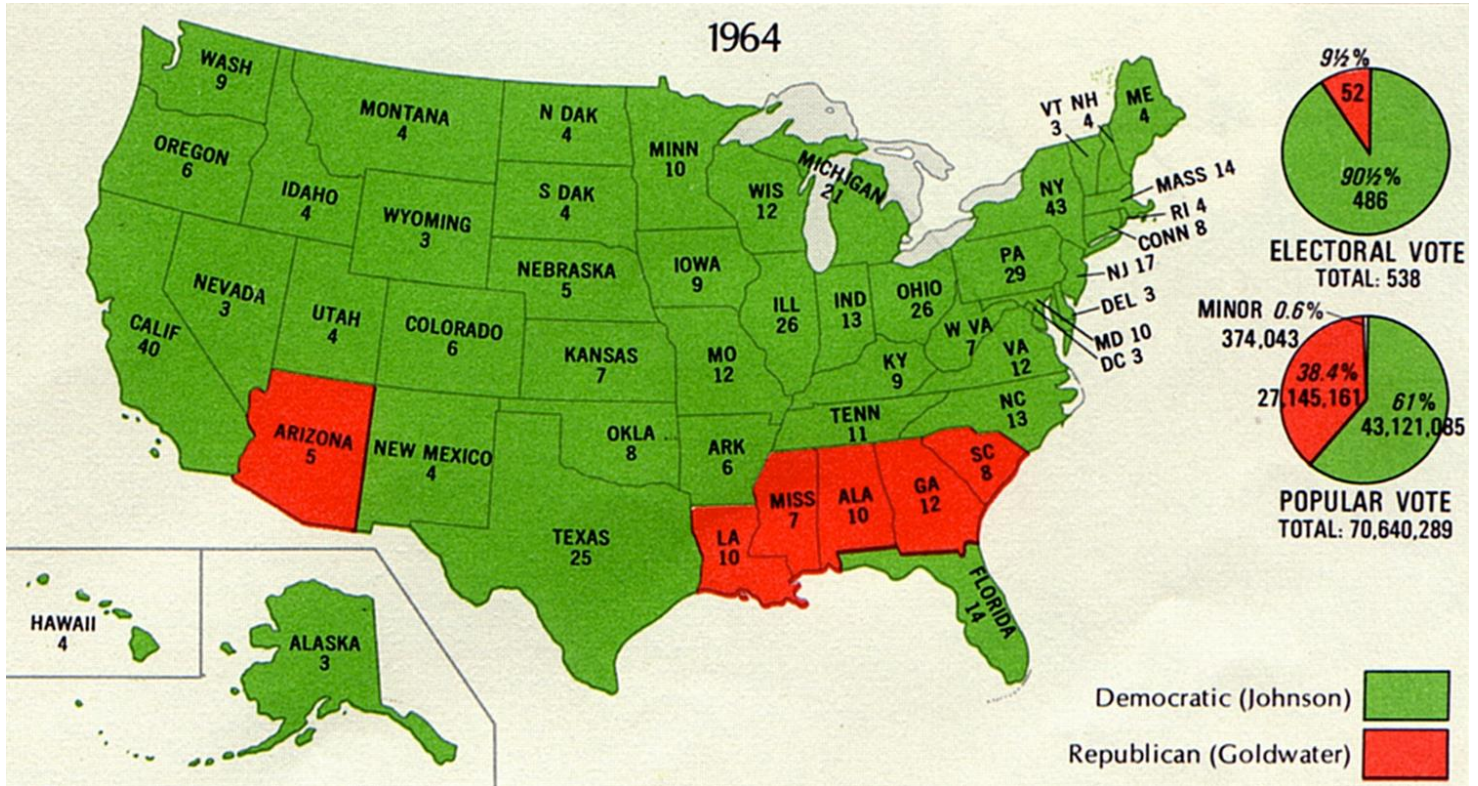 1964
WASH
9
OREGON
6
CALIF
40
NEVADA
3
IDAHO
4
MONTANA
4
WYOMING
3
UTAH
4
COLORADO
6
ARIZONA
5
NEW MEXICO
4
N DAK
4
S DAK
4
NEBRASKA
5
KANSAS
7
OKLA
8
TEXAS
25
MINN
10
IOWA
9
MO
12
ARK
6
LA
10
WIS
12
ILL
26
MICHIGAN
21
IND
13
OHIO
26
KY
9
TENN
11
MISS
7
ALA
10
GA
12
FLORIDA
14
SC
8
NC
13
VA
12
W VA
7
PA
29
NY
43
VT
3
NH
4
ME
4
MASS 14
RI 4
CONN 8
NJ 17
DEL 3
MD 10
DC 3
HAWAII
4
ALASKA
3
9½%
52
90½%
486
ELECTORAL VOTE
TOTAL: 538
MINOR 0.6%
374,043
38.4%
27,145,161
61%
43,121,085
POPULAR VOTE
TOTAL: 70,640,289
Democratic (Johnson)
Republican (Goldwater)